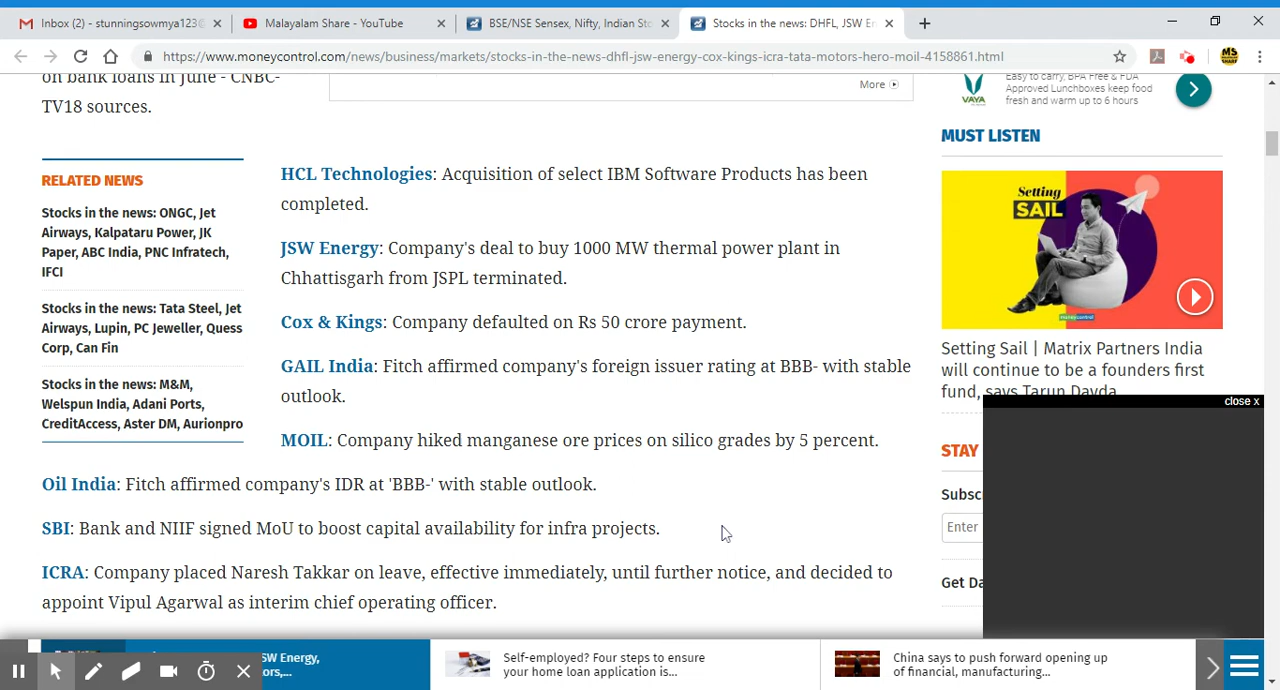 Inbox (2) - stunningsowmya123@
Malayalam Share - YouTube
BSE/NSE Sensex, Nifty, Indian Sto
Stocks in the news: DHFL, JSW En
https://www.moneycontrol.com/news/business/markets/stocks-in-the-news-dhfl-jsw-energy-cox-kings-icra-tata-motors-hero-moil-4158861.html
on bank loans in June - CNBC-
TV18 sources.
More
RELATED NEWS
Stocks in the news: ONGC, Jet
Airways, Kalpataru Power, JK
Paper, ABC India, PNC Infratech,
IFCI
Stocks in the news: Tata Steel, Jet
Airways, Lupin, PC Jeweller, Quess
Corp, Can Fin
Stocks in the news: M&M,
Welspun India, Adani Ports,
CreditAccess, Aster DM, Aurionpro
HCL Technologies: Acquisition of select IBM Software Products has been
completed.
JSW Energy: Company's deal to buy 1000 MW thermal power plant in
Chhattisgarh from JSPL terminated.
Cox & Kings: Company defaulted on Rs 50 crore payment.
GAIL India: Fitch affirmed company's foreign issuer rating at BBB- with stable
outlook.
MOIL: Company hiked manganese ore prices on silico grades by 5 percent.
Oil India: Fitch affirmed company's IDR at 'BBB-' with stable outlook.
SBI: Bank and NIIF signed MoU to boost capital availability for infra projects.
ICRA: Company placed Naresh Takkar on leave, effective immediately, until further notice, and decided to
appoint Vipul Agarwal as interim chief operating officer.
VAYA
Easy to carry, BPA Free & FDA
Approved Lunchboxes keep food
fresh and warm up to 6 hours
MUST LISTEN
Setting
SAIL
moneycontrol
Setting Sail | Matrix Partners India
will continue to be a founders first
fund, says Tarun Davda
close x
STAY
Subsc
Enter
Get Da
SW Energy,
ors,...
Self-employed? Four steps to ensure
your home loan application is...
China says to push forward opening up
of financial, manufacturing...